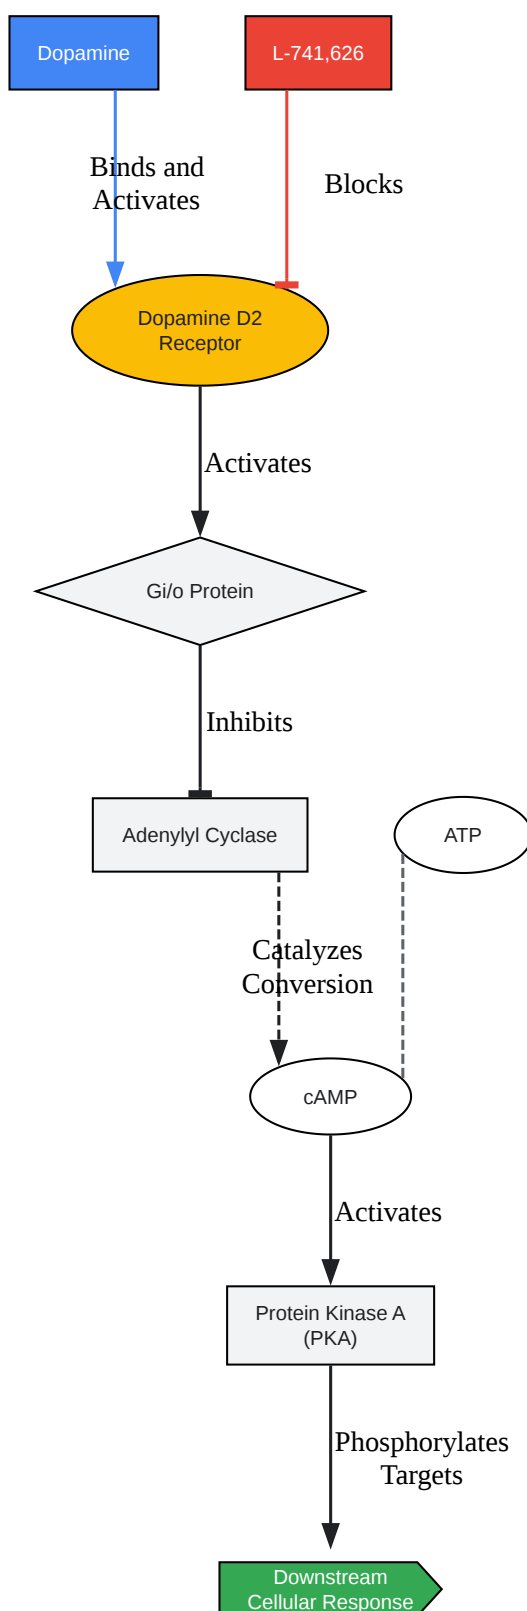 Dopamine
L-741,626
Binds and
Activates
Blocks
Dopamine D2
Receptor
Activates
Gi/o Protein
Inhibits
Adenylyl Cyclase
ATP
Catalyzes
Conversion
cAMP
Activates
Protein Kinase A
(PKA)
Phosphorylates
Targets
Downstream
Cellular Response